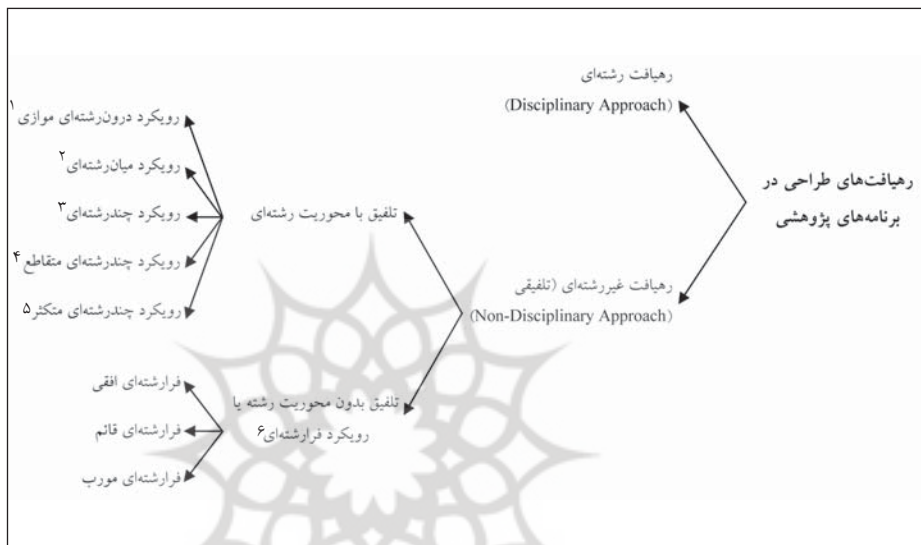 رهیافت‌های طراحی در
برنامه‌های پژوهشی
رهیافت رشته‌ای
(Disciplinary Approach)
رهیافت غیررشته‌ای (تلفیقی
(Non-Disciplinary Approach)
تلفیق با محوریت رشته‌ای
رویکرد درون‌رشته‌ای موازی۱
رویکرد میان‌رشته‌ای۲
رویکرد چندرشته‌ای۳
رویکرد چندرشته‌ای متقاطع۴
رویکرد چندرشته‌ای متکثر۵
تلفیق بدون محوریت رشته یا
رویکرد فرارشته‌ای۶
فرارشته‌ای افقی
فرارشته‌ای قائم
فرارشته‌ای مورب